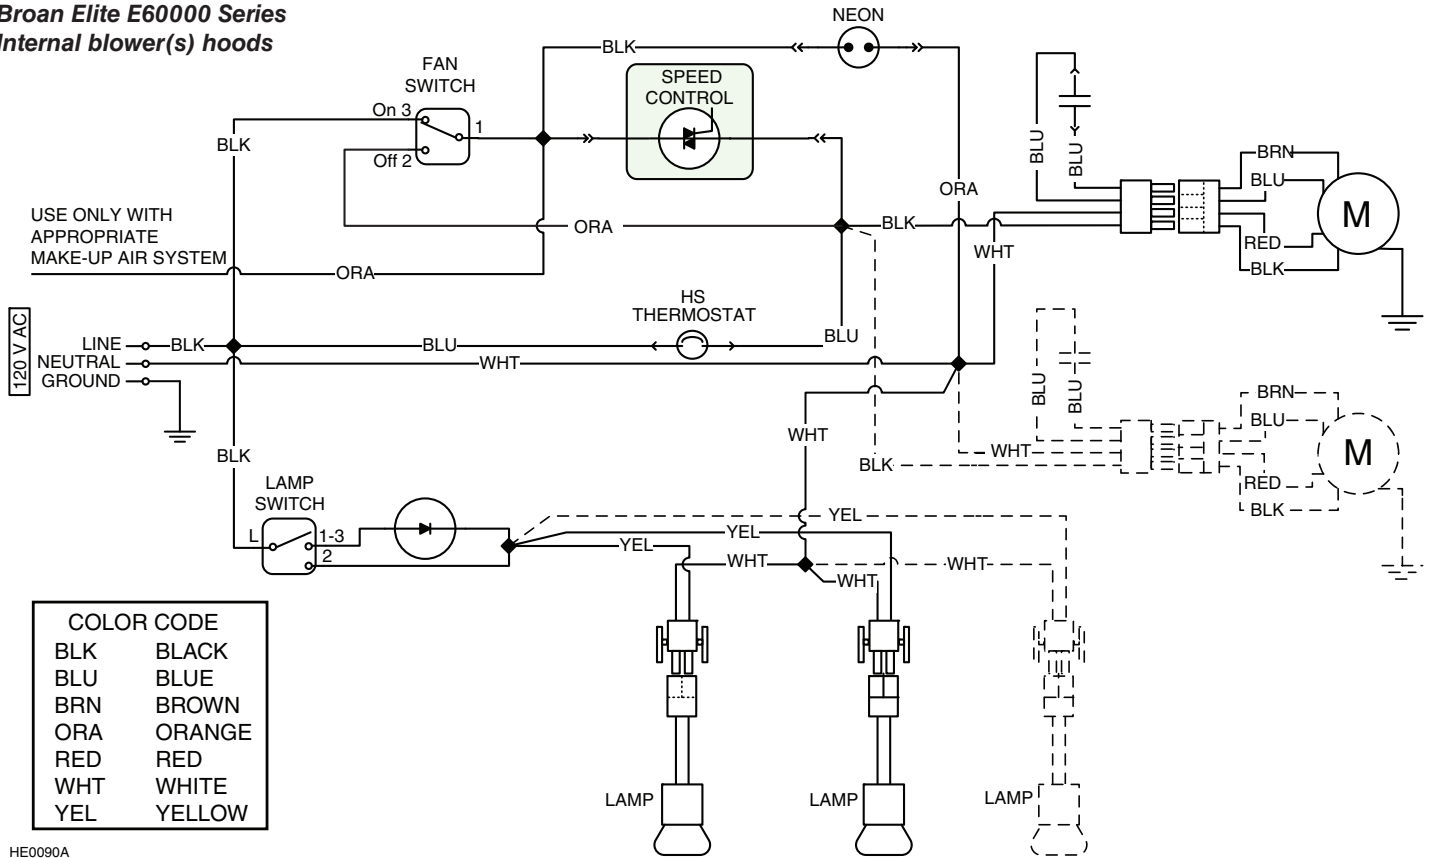 Broan Elite E60000 Series
Internal blower(s) hoods
NEON
BLK
FAN
SWITCH
SPEED
CONTROL
On 3
1
Off 2
BLK
BLU
BLU
BRN
BLU
M
RED
BLK
ORA
USE ONLY WITH
APPROPRIATE
MAKE-UP AIR SYSTEM
ORA
BLK
WHT
ORA
HS
THERMOSTAT
120 V AC
LINE
BLK
BLU
BLU
NEUTRAL
WHT
GROUND
BLU
BLU
BRN
BLU
M
RED
BLK
WHT
WHT
BLK
BLK
LAMP
SWITCH
L
1-3
2
YEL
YEL
YEL
WHT
WHT
WHT
COLOR CODE
BLK BLACK
BLU BLUE
BRN BROWN
ORA ORANGE
RED RED
WHT WHITE
YEL YELLOW
LAMP
LAMP
LAMP
HE0090A